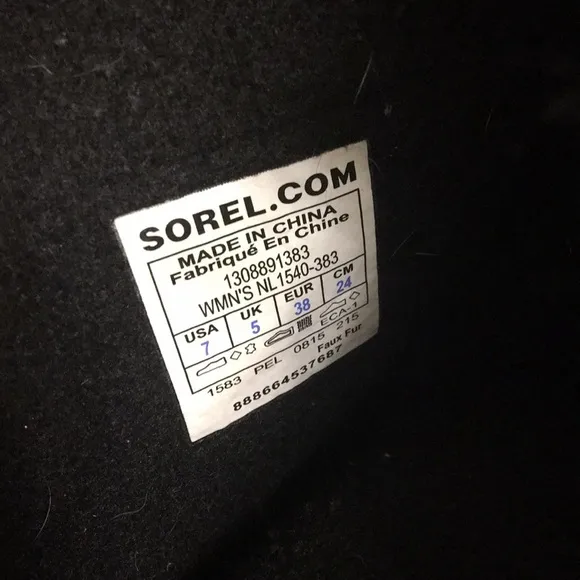 SOREL.COM
MADE IN CHINA
Fabriqué En Chine
1308891383
WMN'S NL1540-383
USA UK EUR CM
7 5 38 24
ECA-1
1583 PEL 0815 215
Faux Fur
888664537687